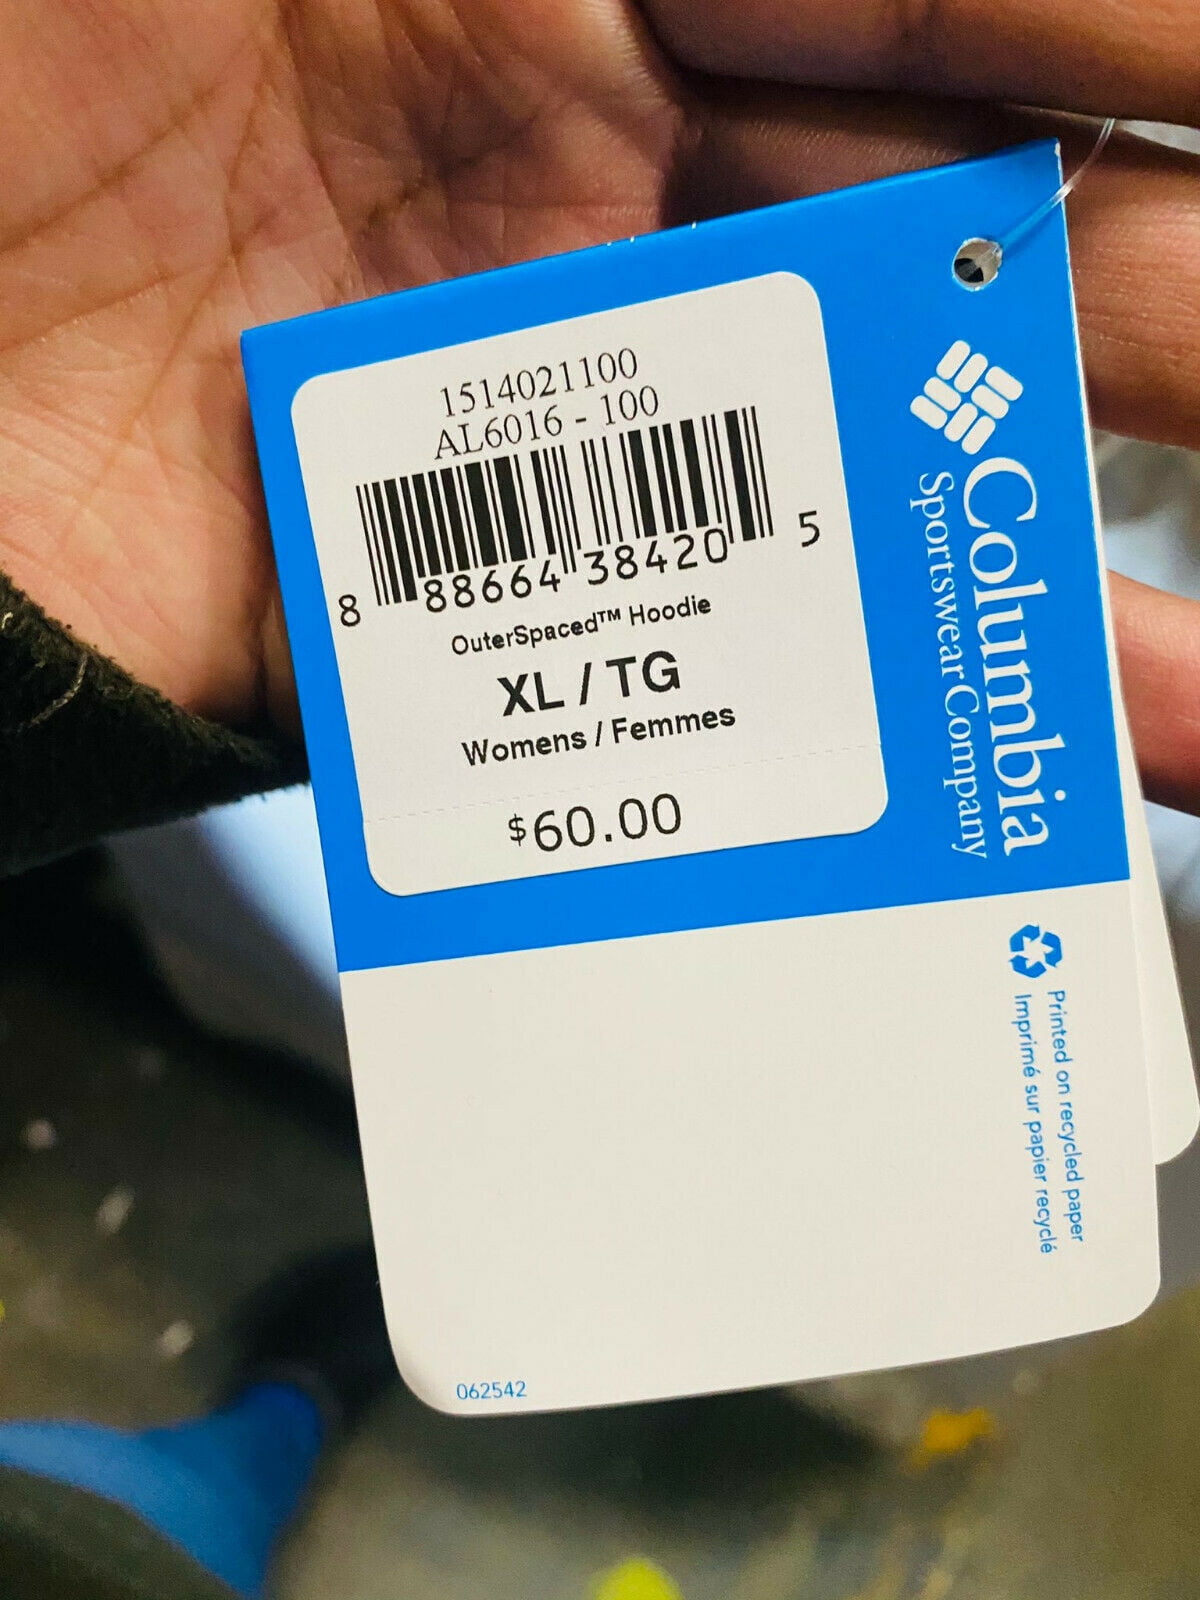 1514021100
AL6016 - 100
8 88664 38420 5
OuterSpaced™ Hoodie
XL / TG
Womens / Femmes
$60.00
Columbia
Sportswear Company
Printed on recycled paper
Imprimé sur papier recyclé
062542